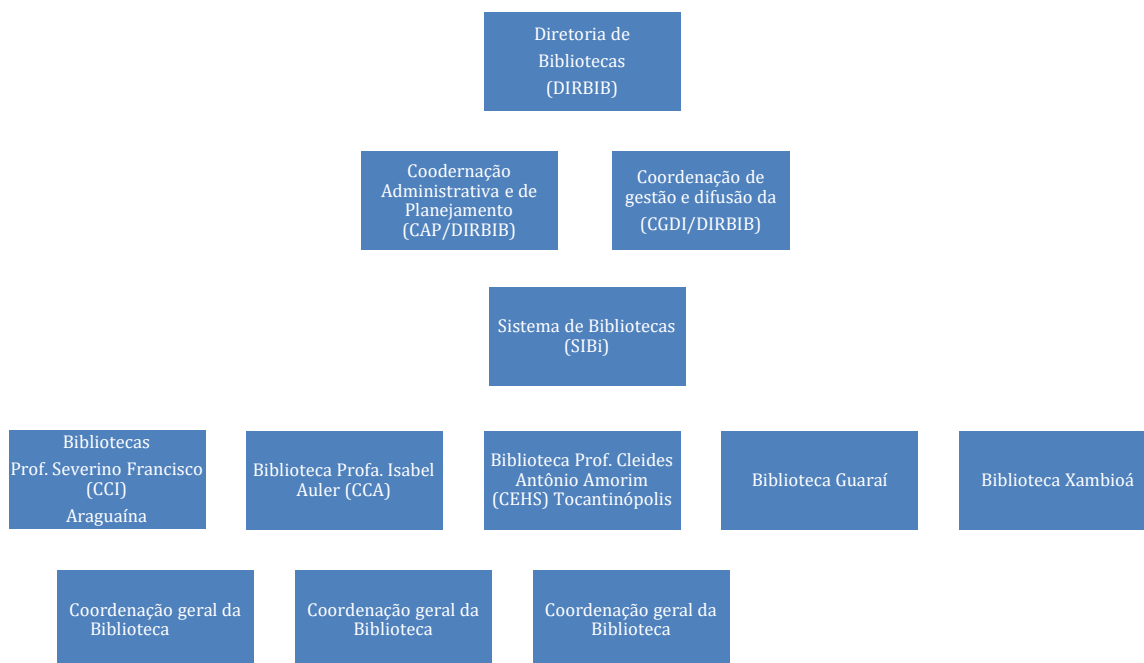 Diretoria de
Bibliotecas
(DIRBIB)
Coodernação
Administrativa e de
Planejamento
(CAP/DIRBIB)
Coordenação de
gestão e difusão da
(CGDI/DIRBIB)
Sistema de Bibliotecas
(SIBi)
Bibliotecas
Prof. Severino Francisco
(CCI)
Araguaína
Biblioteca Profa. Isabel
Auler (CCA)
Biblioteca Prof. Cleides
Antônio Amorim
(CEHS) Tocantinópolis
Biblioteca Guaraí
Biblioteca Xambioá
Coordenação geral da
Biblioteca
Coordenação geral da
Biblioteca
Coordenação geral da
Biblioteca